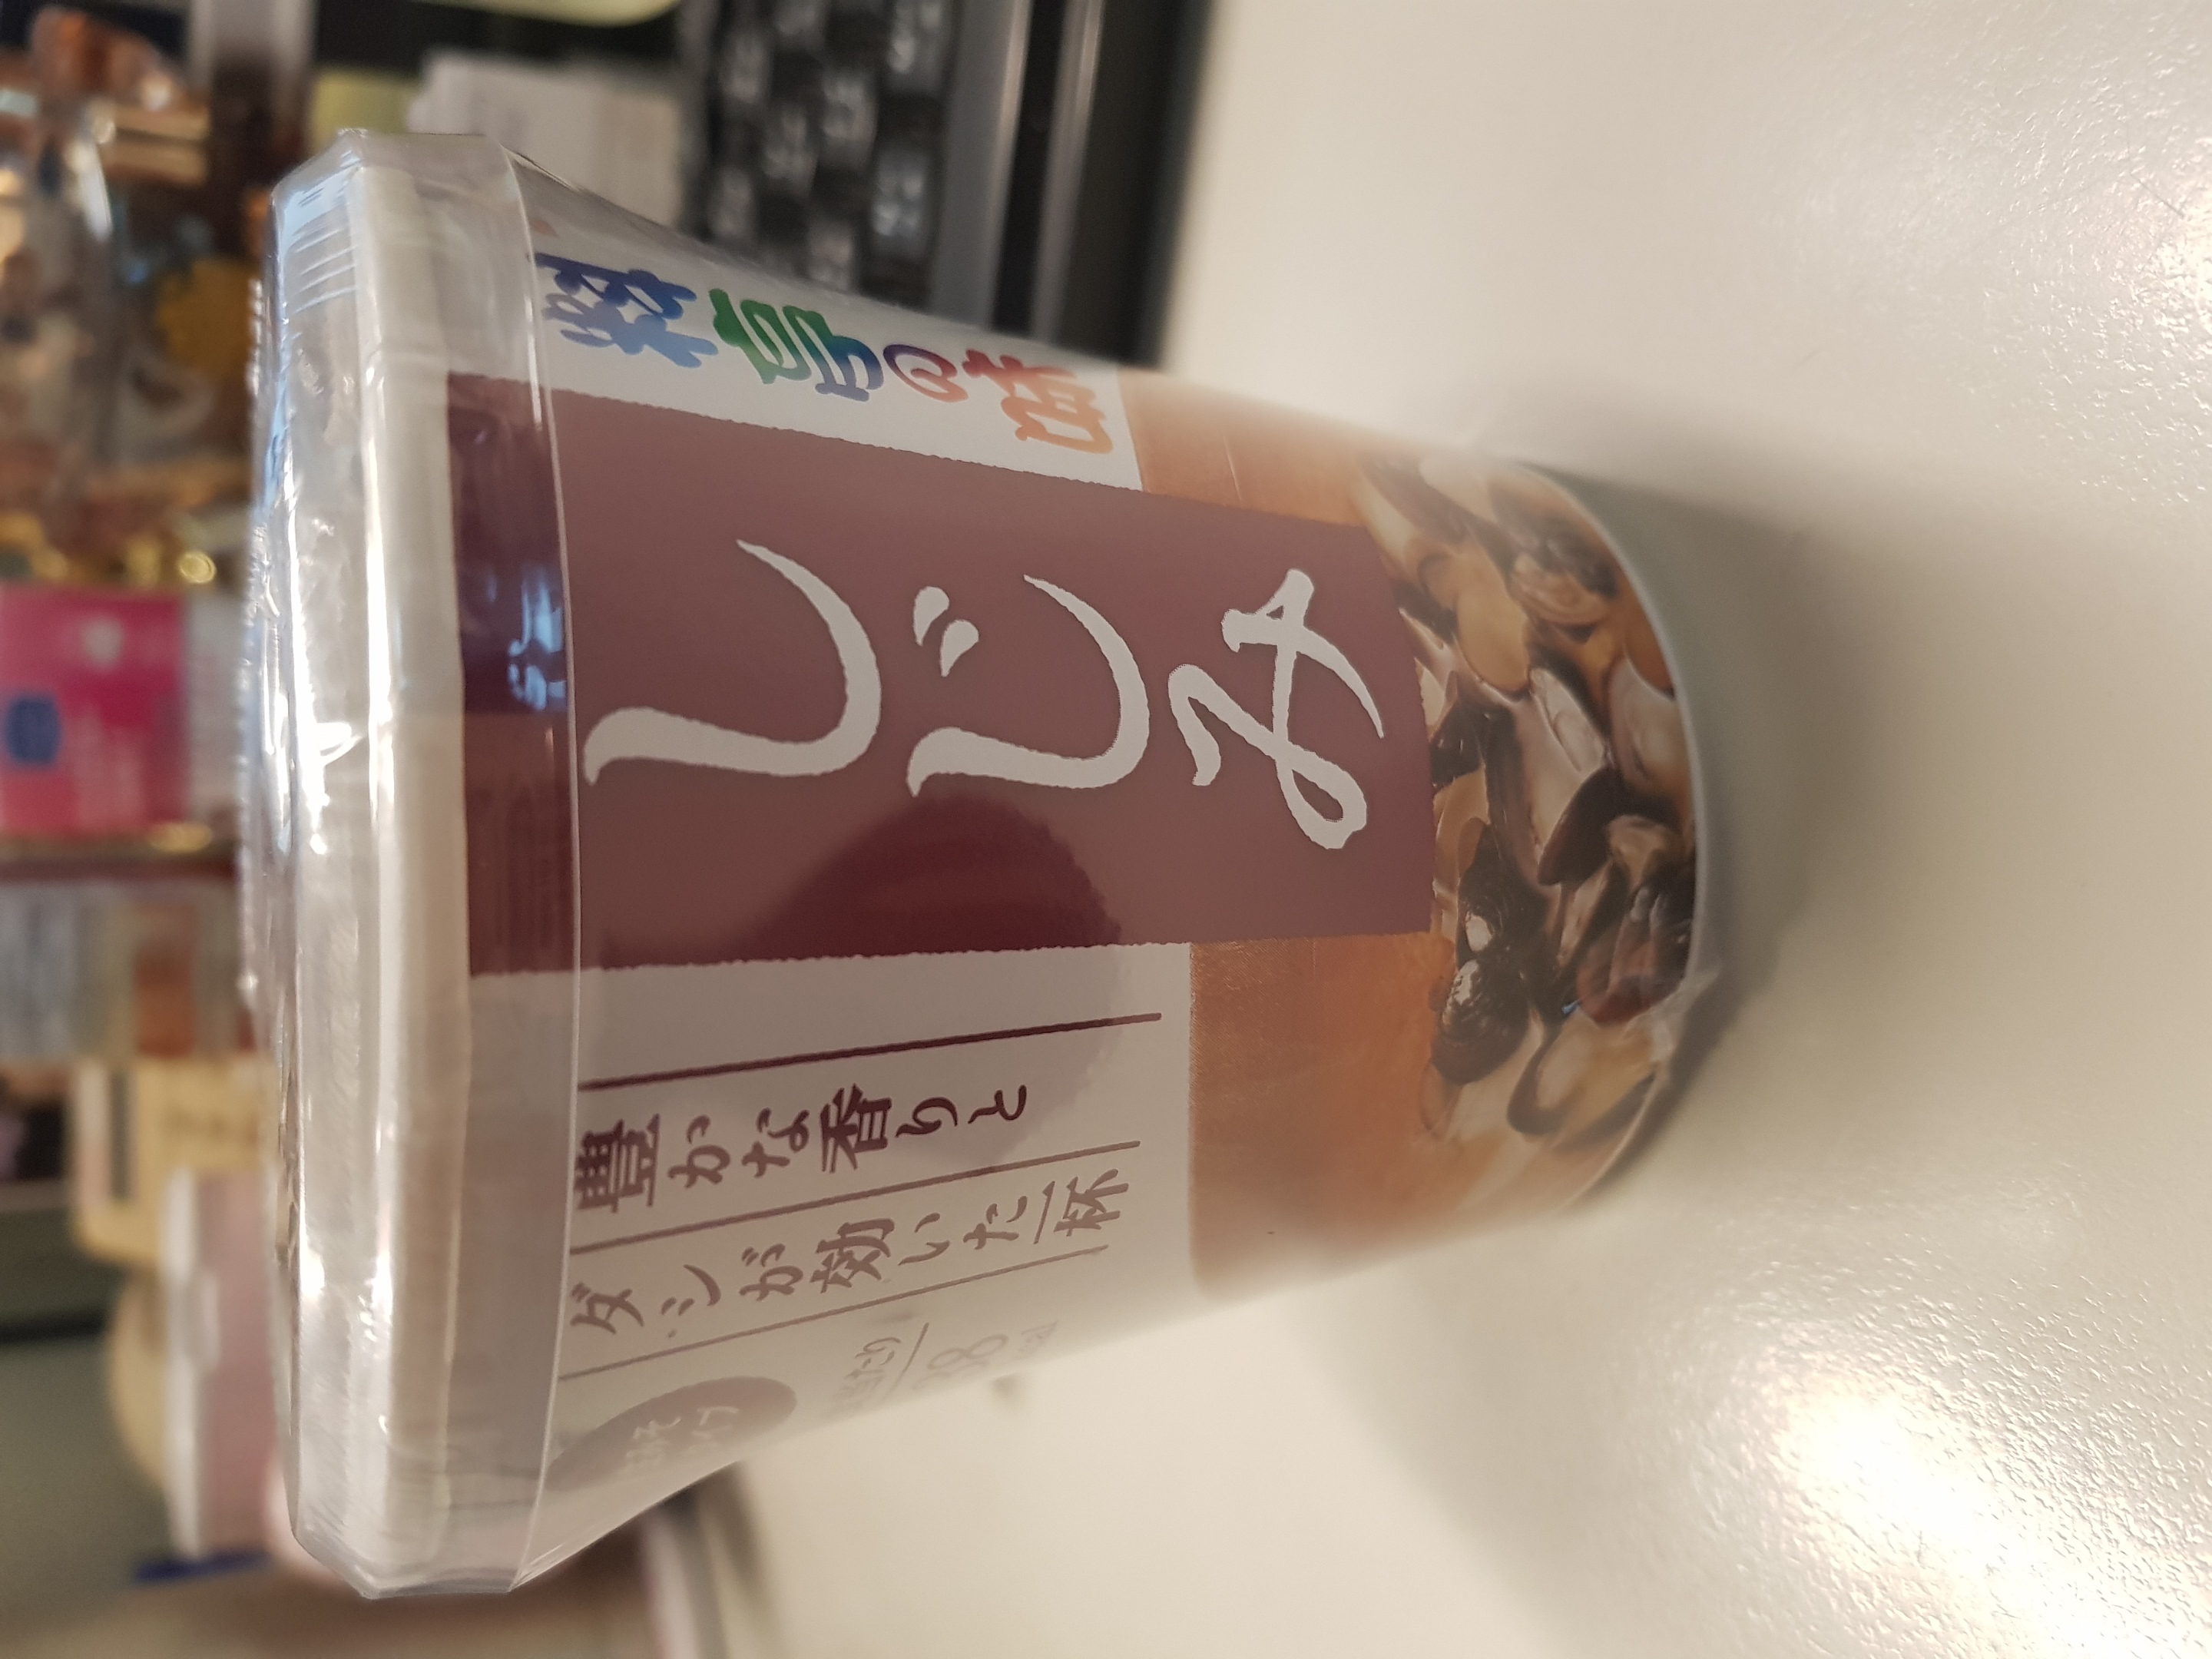 料亭の味
しじみ
豊かな香りと
ダシが効いた一杯